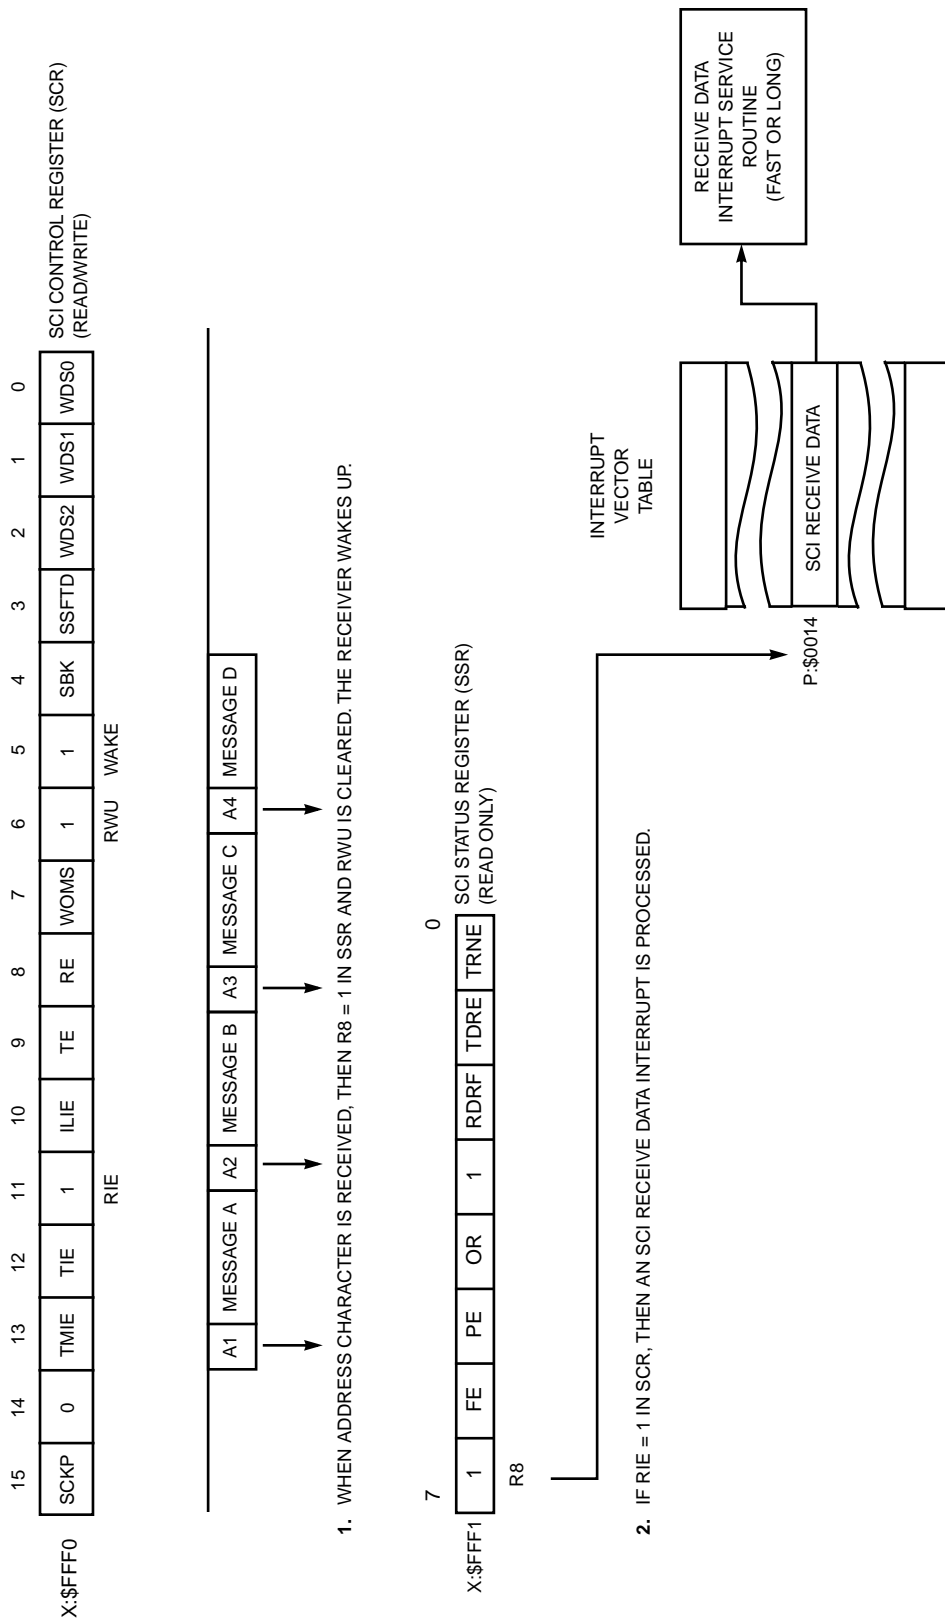 15 14 13 12 11 10 9 8 7 6 5 4 3 2 1 0
X:$FFF0 SCKP 0 TMIE TIE 1 ILIE TE RE WOMS 1 1 SBK SSFTD WDS2 WDS1 WDS0 SCI CONTROL REGISTER (SCR)
(READ/WRITE)
RIE RWU WAKE
A1 MESSAGE A A2 MESSAGE B A3 MESSAGE C A4 MESSAGE D
1. WHEN ADDRESS CHARACTER IS RECEIVED, THEN R8 = 1 IN SSR AND RWU IS CLEARED. THE RECEIVER WAKES UP.
7 0
X:$FFF1 1 FE PE OR 1 RDRF TDRE TRNE SCI STATUS REGISTER (SSR)
(READ ONLY)
R8
2. IF RIE = 1 IN SCR, THEN AN SCI RECEIVE DATA INTERRUPT IS PROCESSED.
INTERRUPT
VECTOR
TABLE
P:$0014 SCI RECEIVE DATA
RECEIVE DATA
INTERRUPT SERVICE
ROUTINE
(FAST OR LONG)